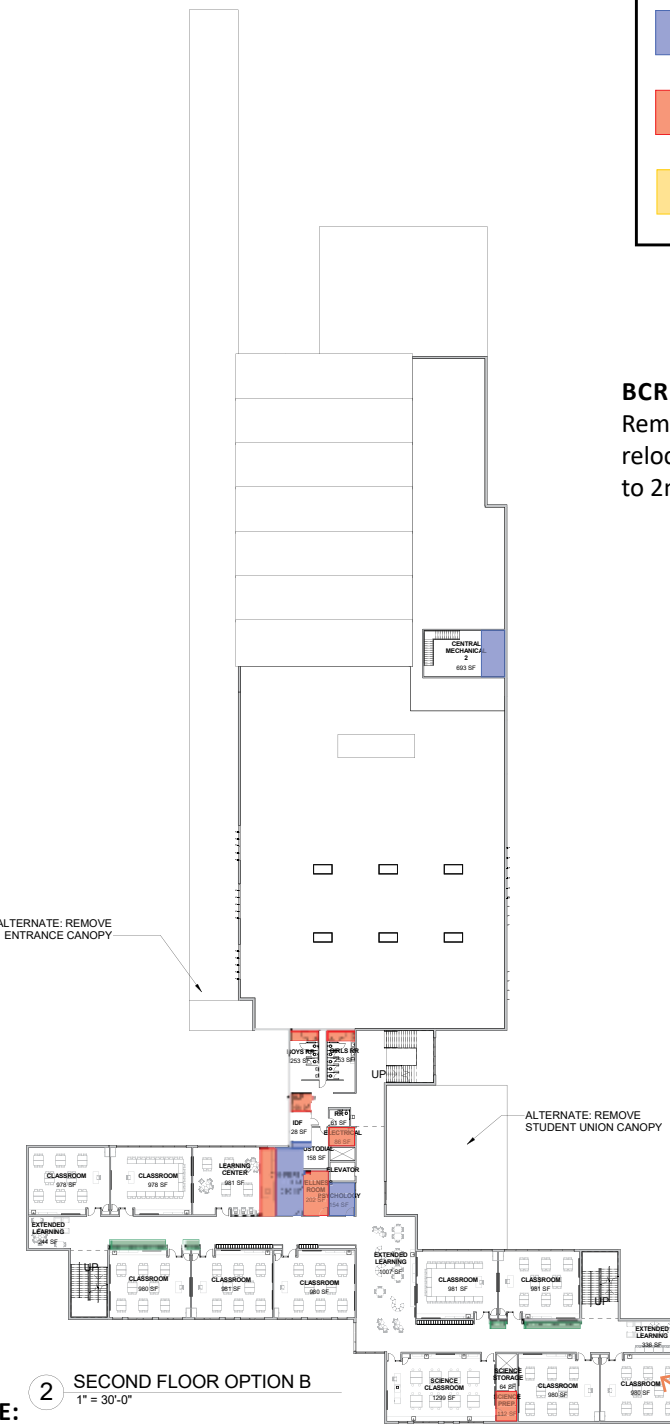 BCR
Rem
reloc
to 2n
CENTRAL
MECHANICAL
2
693 SF
ALTERNATE: REMOVE
ENTRANCE CANOPY
BOYS RR
253 SF
GIRLS RR
253 SF
UP
ALTERNATE: REMOVE
STUDENT UNION CANOPY
IDF
28 SF
RR
61 SF
ELECTRICAL
CUSTODIAL
158 SF
ELEVATOR
WELLNESS
ROOM
PSYCHOLOGY
CLASSROOM
978 SF
CLASSROOM
978 SF
LEARNING
CENTER
981 SF
EXTENDED
LEARNING
244 SF
UP
CLASSROOM
980 SF
CLASSROOM
981 SF
CLASSROOM
980 SF
EXTENDED
LEARNING
1007 SF
CLASSROOM
981 SF
CLASSROOM
981 SF
UP
EXTENDED
LEARNING
338 SF
SCIENCE
CLASSROOM
1299 SF
SCIENCE
STORAGE
64 SF
SCIENCE
PREP
CLASSROOM
980 SF
CLASSROOM
980 SF
2
SECOND FLOOR OPTION B
1" = 30'-0"
E: